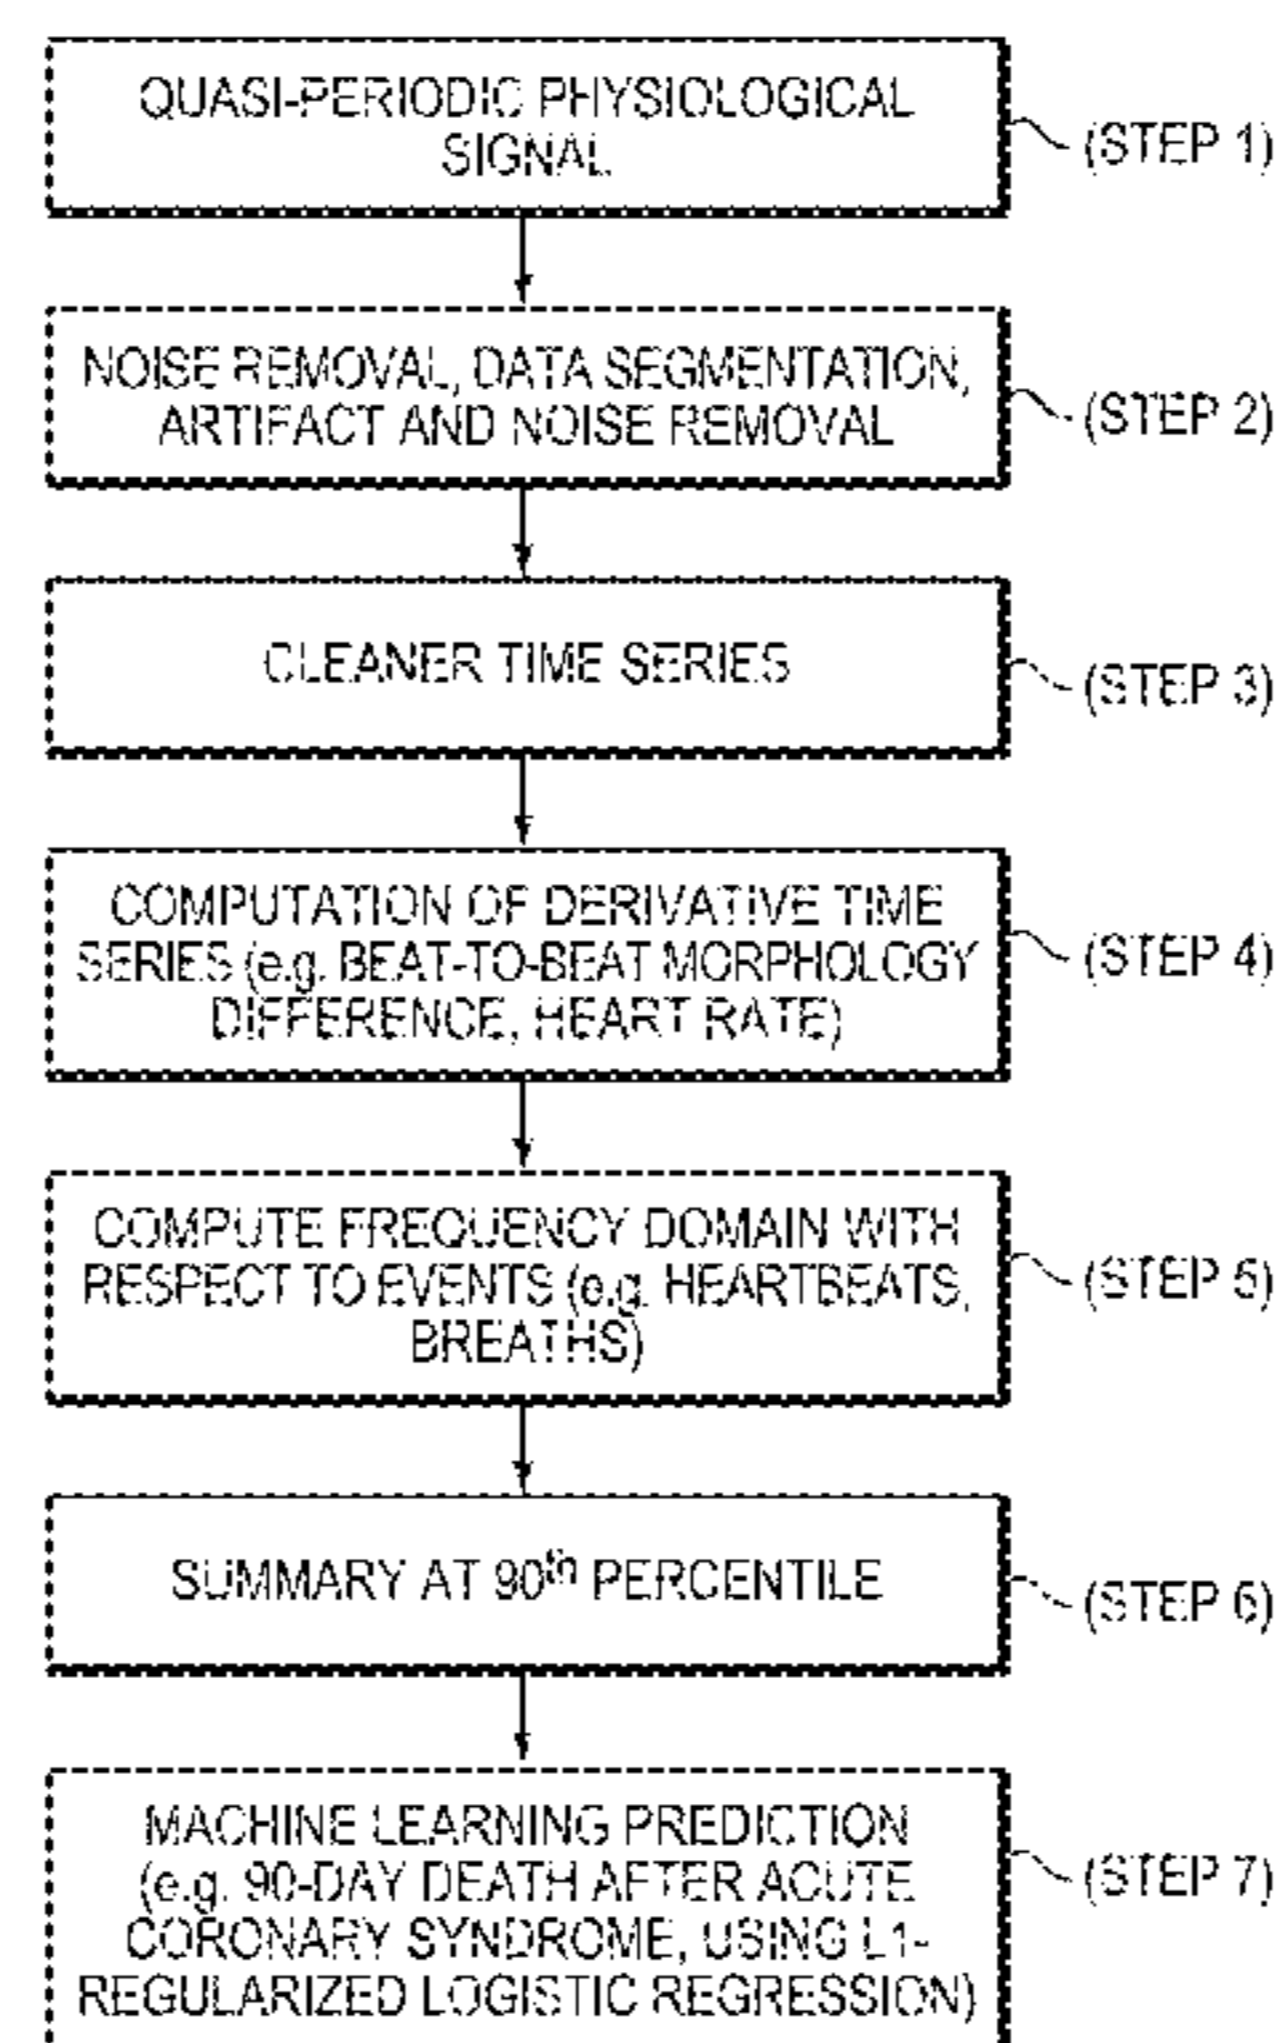 QUASI-PERIODIC PHYSIOLOGICAL
SIGNAL
(STEP 1)
NOISE REMOVAL, DATA SEGMENTATION,
ARTIFACT AND NOISE REMOVAL
(STEP 2)
CLEANER TIME SERIES
(STEP 3)
COMPUTATION OF DERIVATIVE TIME
SERIES (e.g. BEAT-TO-BEAT MORPHOLOGY
DIFFERENCE, HEART RATE)
(STEP 4)
COMPUTE FREQUENCY DOMAIN WITH
RESPECT TO EVENTS (e.g. HEARTBEATS,
BREATHS)
(STEP 5)
SUMMARY AT 90th PERCENTILE
(STEP 6)
MACHINE LEARNING PREDICTION
(e.g. 90-DAY DEATH AFTER ACUTE
CORONARY SYNDROME, USING L1-
REGULARIZED LOGISTIC REGRESSION)
(STEP 7)